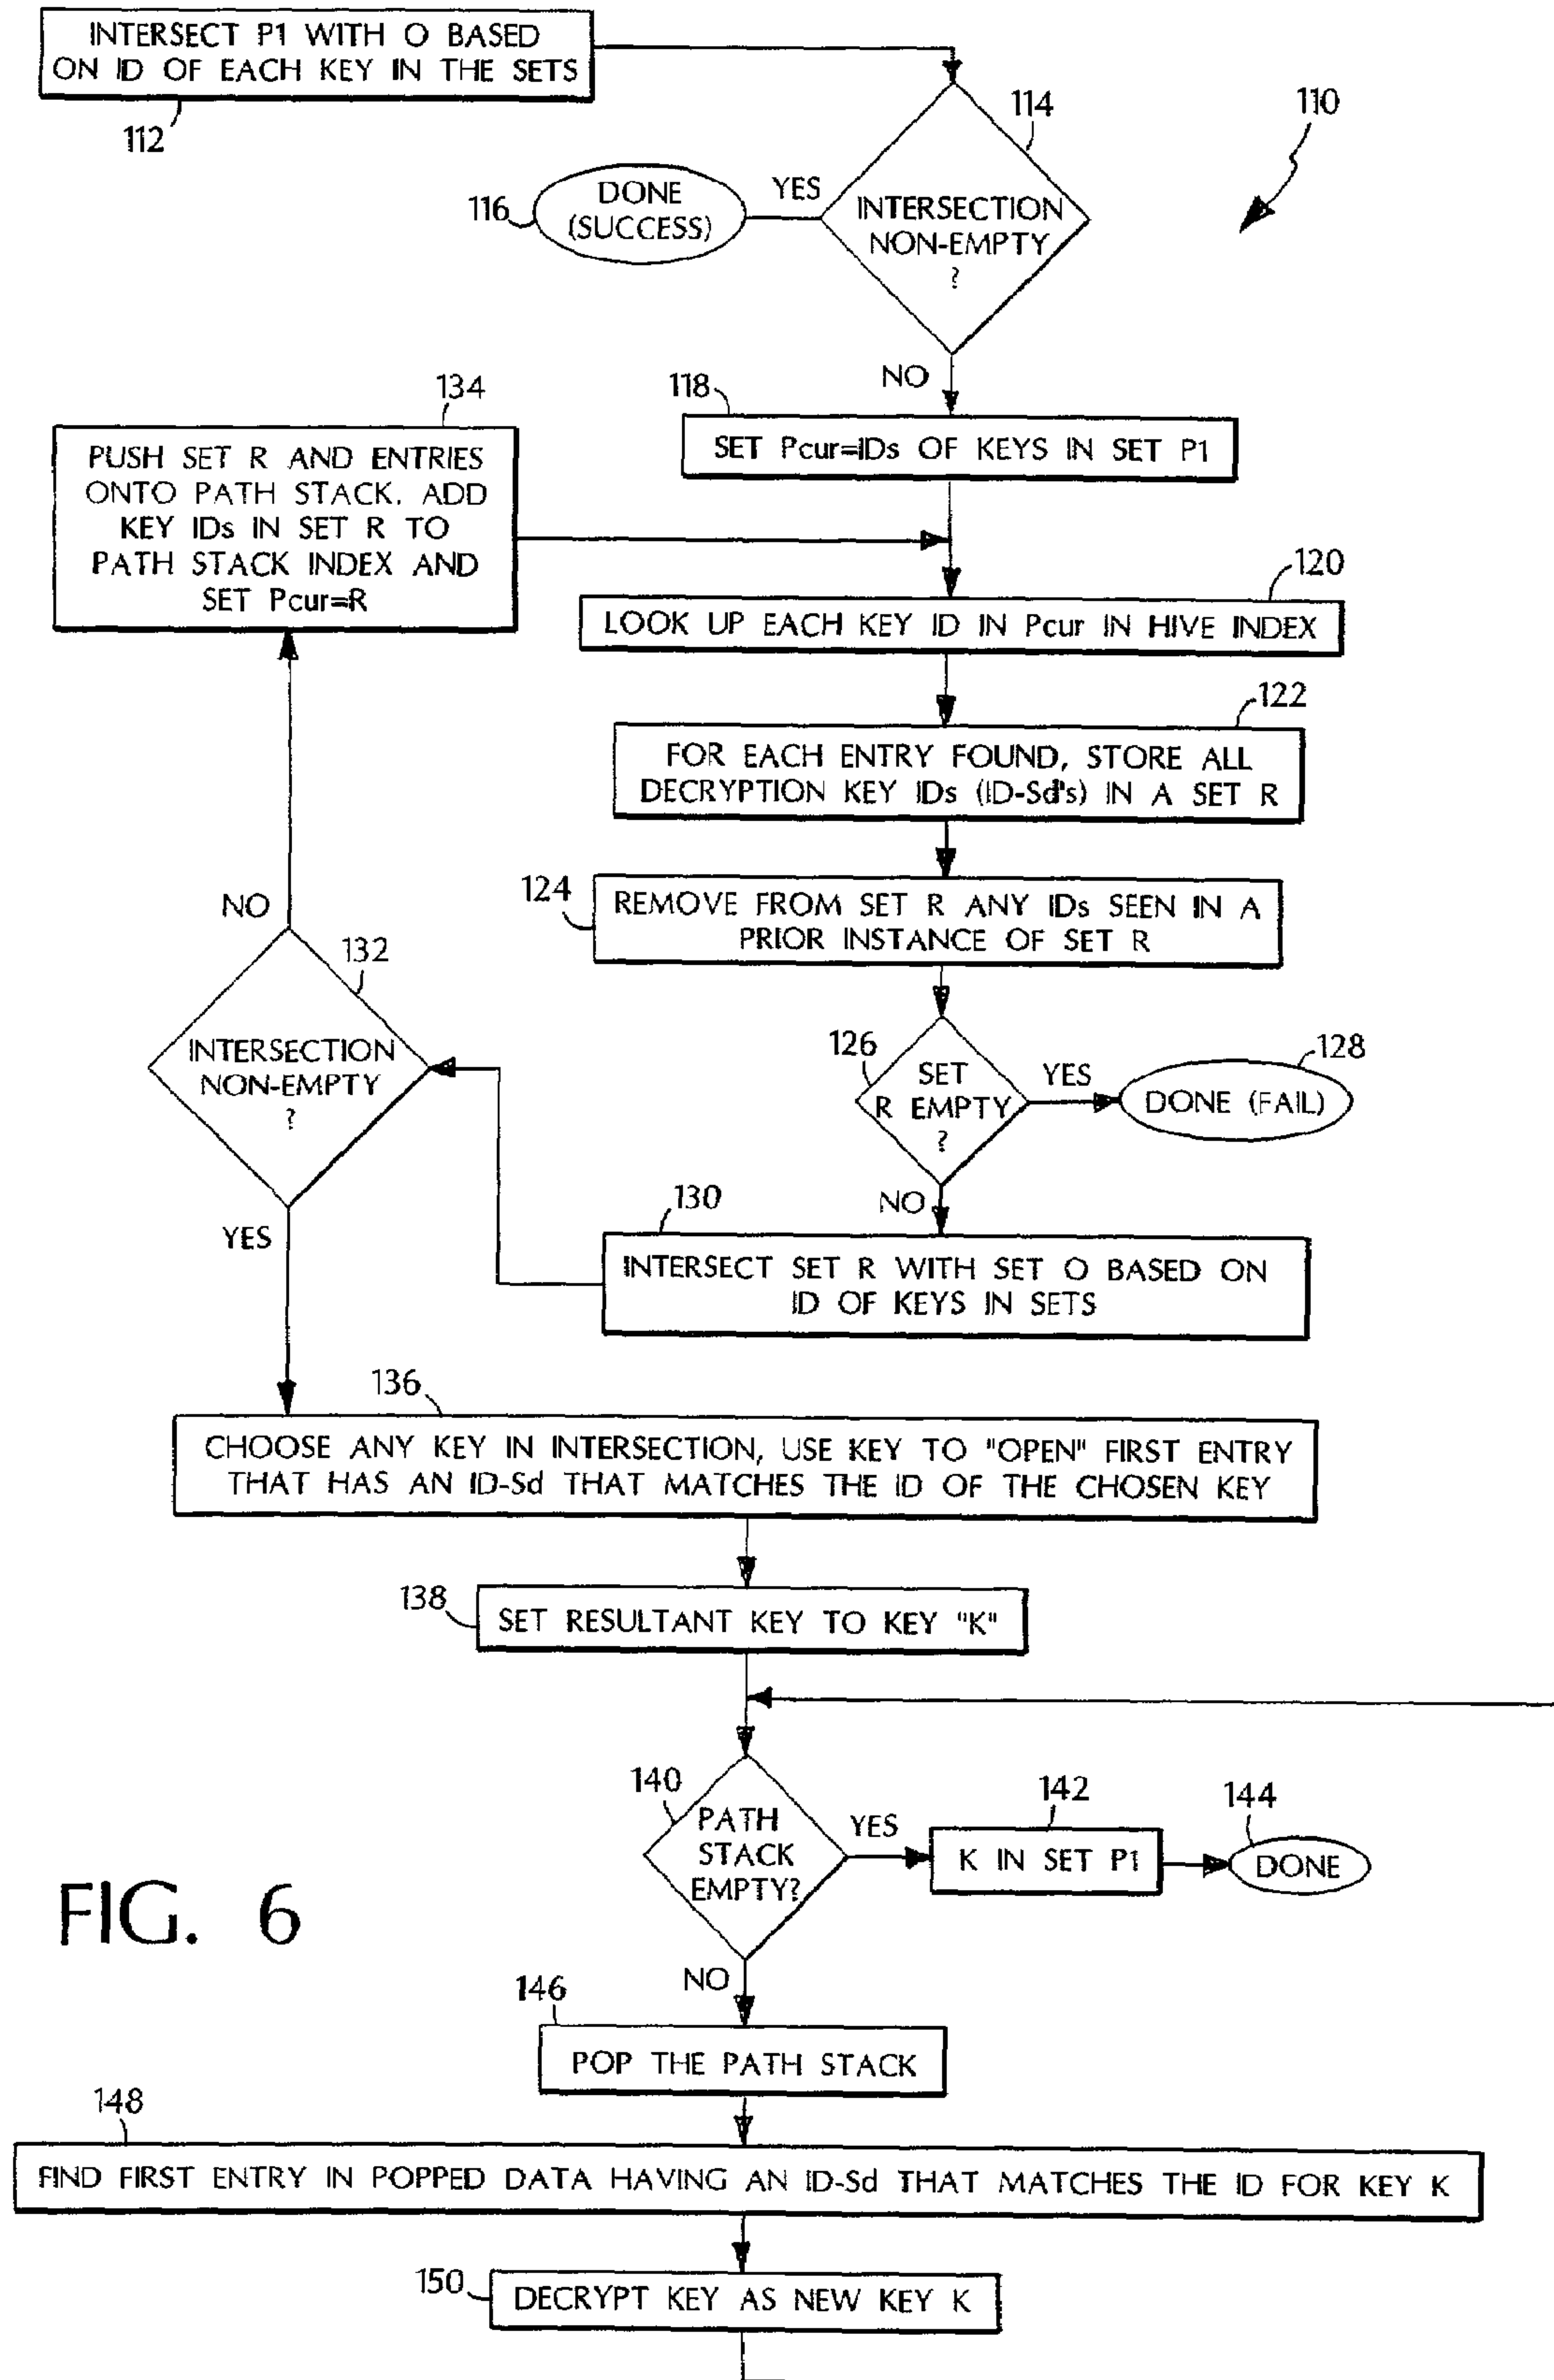 INTERSECT P1 WITH O BASED
ON ID OF EACH KEY IN THE SETS
112
114
110
116
DONE
(SUCCESS)
YES
INTERSECTION
NON-EMPTY
?
NO
134
PUSH SET R AND ENTRIES
ONTO PATH STACK. ADD
KEY IDs IN SET R TO
PATH STACK INDEX AND
SET Pcur=R
118
SET Pcur=IDs OF KEYS IN SET P1
120
LOOK UP EACH KEY ID IN Pcur IN HIVE INDEX
122
FOR EACH ENTRY FOUND, STORE ALL
DECRYPTION KEY IDs (ID-Sd's) IN A SET R
124
REMOVE FROM SET R ANY IDs SEEN IN A
PRIOR INSTANCE OF SET R
NO
132
INTERSECTION
NON-EMPTY
?
YES
126
SET
R EMPTY
?
YES
128
DONE (FAIL)
NO
130
INTERSECT SET R WITH SET O BASED ON
ID OF KEYS IN SETS
136
CHOOSE ANY KEY IN INTERSECTION, USE KEY TO "OPEN" FIRST ENTRY
THAT HAS AN ID-Sd THAT MATCHES THE ID OF THE CHOSEN KEY
138
SET RESULTANT KEY TO KEY "K"
140
PATH
STACK
EMPTY?
YES
142
K IN SET P1
144
DONE
FIG. 6
NO
146
POP THE PATH STACK
148
FIND FIRST ENTRY IN POPPED DATA HAVING AN ID-Sd THAT MATCHES THE ID FOR KEY K
150
DECRYPT KEY AS NEW KEY K